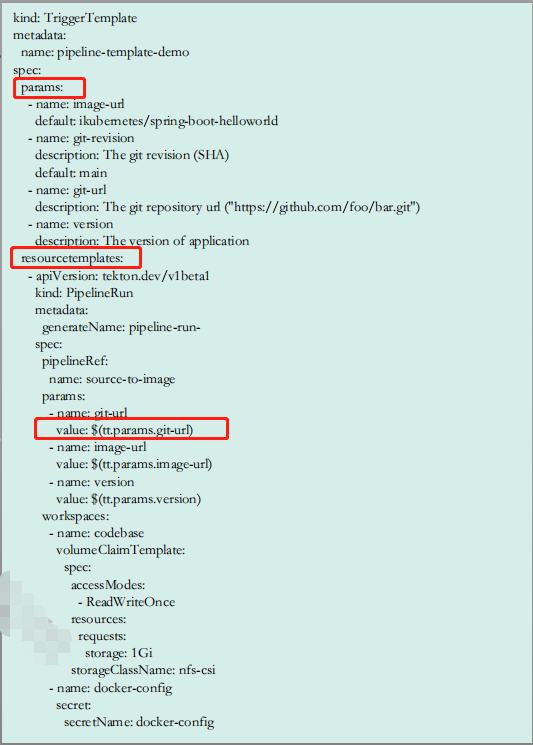 kind: TriggerTemplate
metadata:
  name: pipeline-template-demo
spec:
  params:
    - name: image-url
      default: ikubernetes/spring-boot-helloworld
    - name: git-revision
      description: The git revision (SHA)
      default: main
    - name: git-url
      description: The git repository url ("https://github.com/foo/bar.git")
    - name: version
      description: The version of application
  resourcetemplates:
    - apiVersion: tekton.dev/v1beta1
      kind: PipelineRun
      metadata:
        generateName: pipeline-run-
      spec:
        pipelineRef:
          name: source-to-image
        params:
          - name: git-url
            value: $(tt.params.git-url)
          - name: image-url
            value: $(tt.params.image-url)
          - name: version
            value: $(tt.params.version)
        workspaces:
          - name: codebase
            volumeClaimTemplate:
              spec:
                accessModes:
                  - ReadWriteOnce
                resources:
                  requests:
                    storage: 1Gi
                storageClassName: nfs-csi
          - name: docker-config
            secret:
              secretName: docker-config